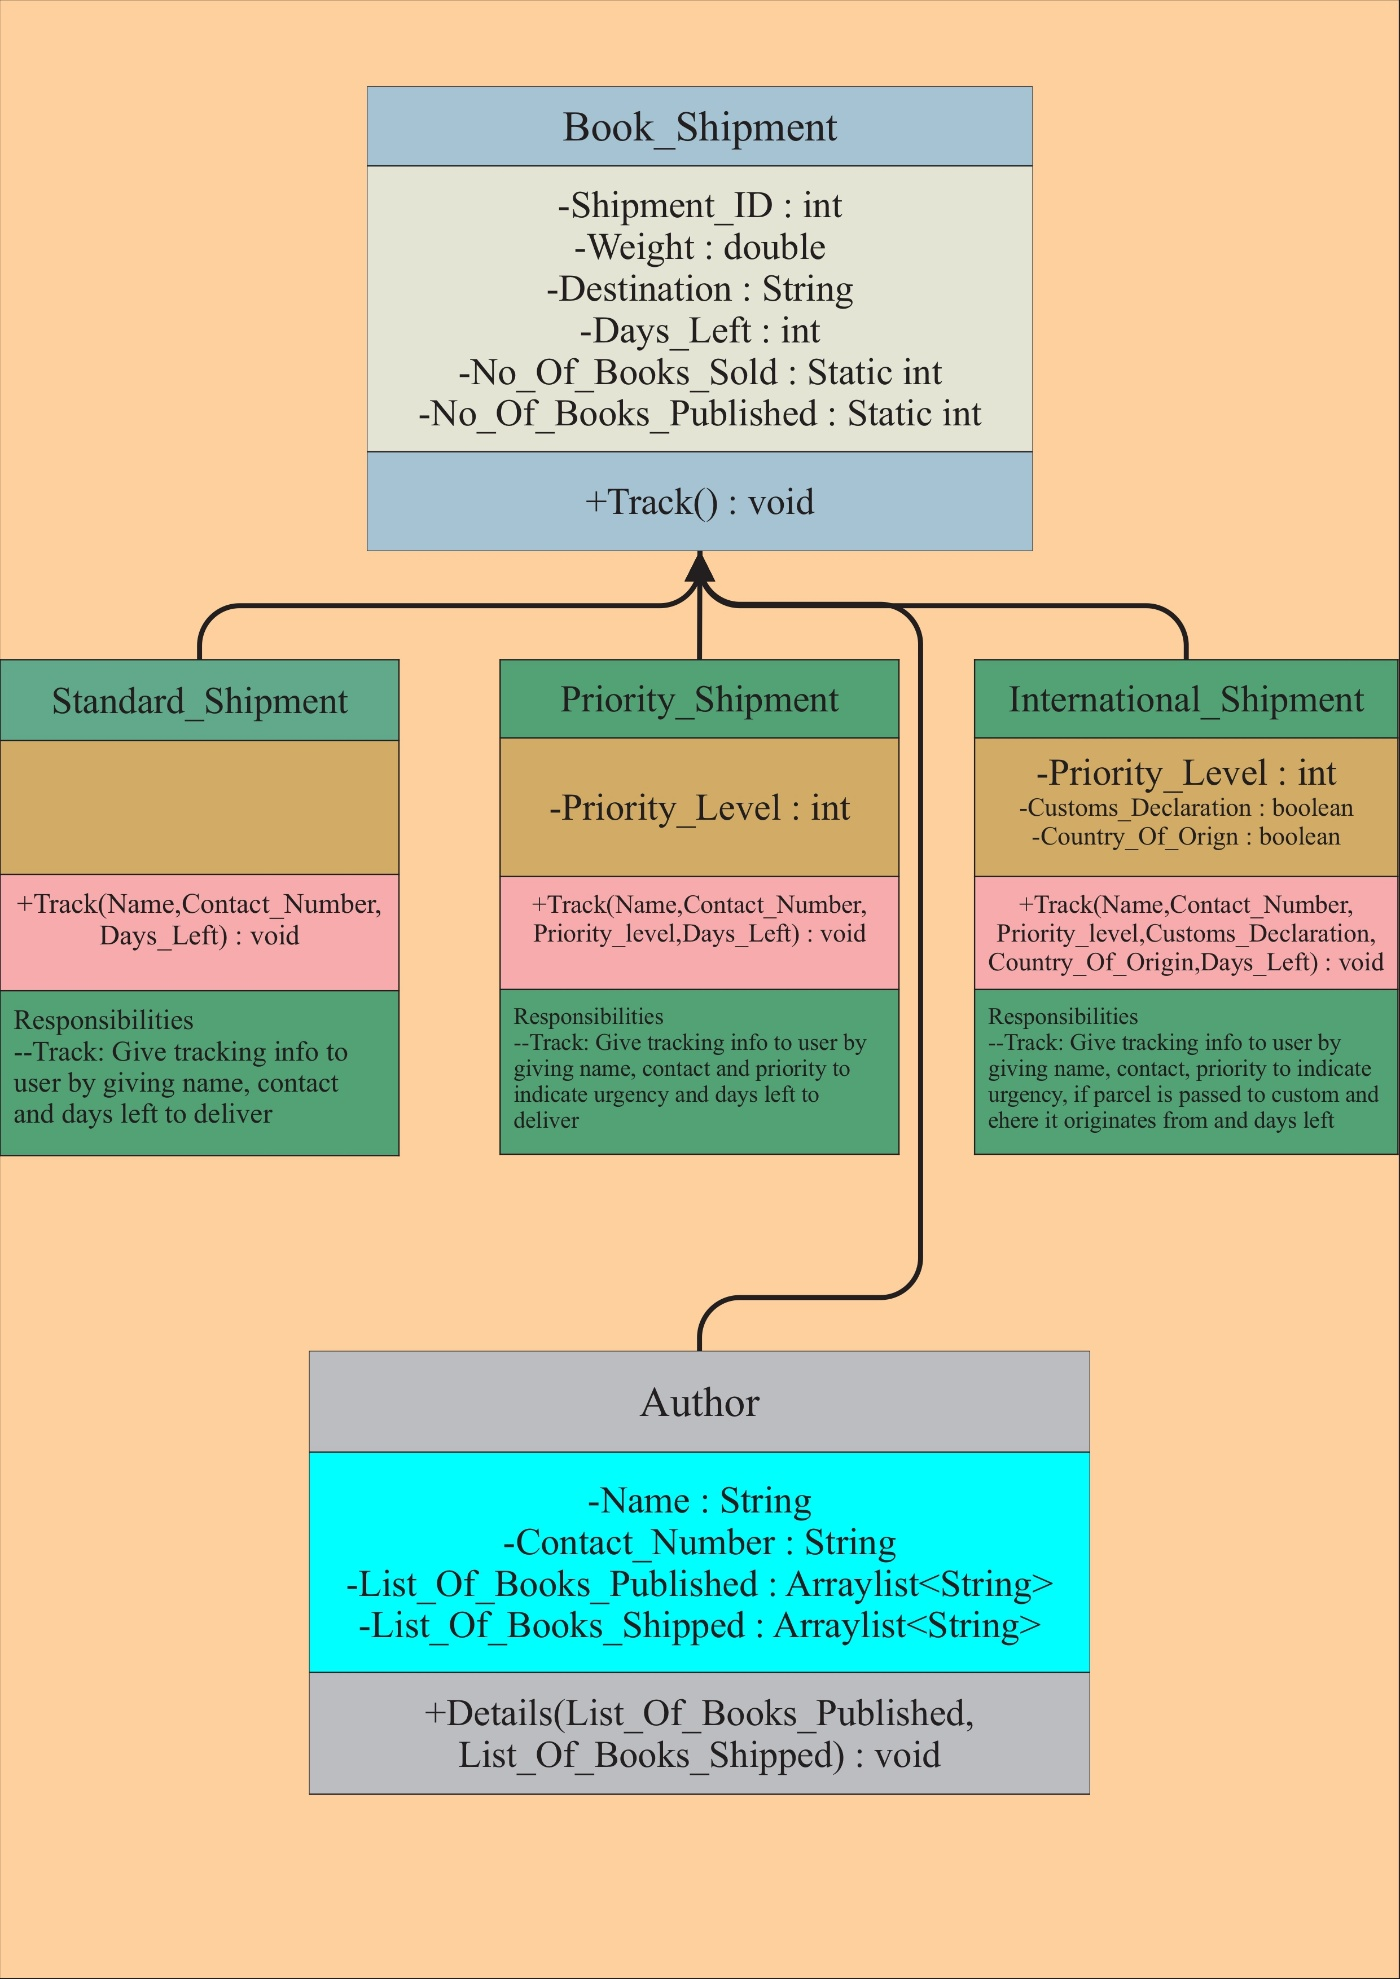 Book_Shipment
-Shipment_ID : int
-Weight : double
-Destination : String
-Days_Left : int
-No_Of_Books_Sold : Static int
-No_Of_Books_Published : Static int
+Track() : void
Standard_Shipment
+Track(Name,Contact_Number,
Days_Left) : void
Responsibilities
--Track: Give tracking info to
user by giving name, contact
and days left to deliver
Priority_Shipment
-Priority_Level : int
+Track(Name,Contact_Number,
Priority_level,Days_Left) : void
Responsibilities
--Track: Give tracking info to user by
giving name, contact and priority to
indicate urgency and days left to
deliver
International_Shipment
-Priority_Level : int
-Customs_Declaration : boolean
-Country_Of_Orign : boolean
+Track(Name,Contact_Number,
Priority_level,Customs_Declaration,
Country_Of_Origin,Days_Left) : void
Responsibilities
--Track: Give tracking info to user by
giving name, contact, priority to indicate
urgency, if parcel is passed to custom and
ehere it originates from and days left
Author
-Name : String
-Contact_Number : String
-List_Of_Books_Published : Arraylist<String>
-List_Of_Books_Shipped : Arraylist<String>
+Details(List_Of_Books_Published,
List_Of_Books_Shipped) : void